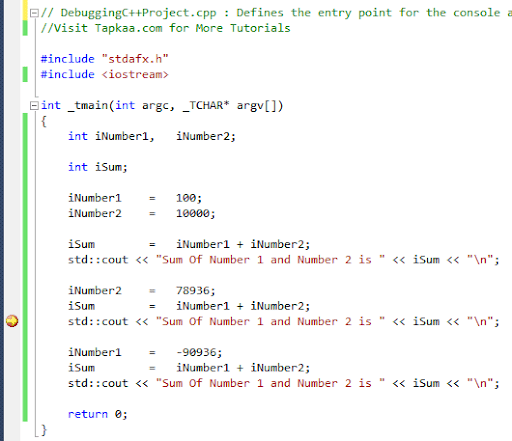 // DebuggingC++Project.cpp : Defines the entry point for the console a
//Visit Tapkaa.com for More Tutorials
#include "stdafx.h"
#include <iostream>
int _tmain(int argc, _TCHAR* argv[])
{
int iNumber1, iNumber2;
int iSum;
iNumber1 = 100;
iNumber2 = 10000;
iSum = iNumber1 + iNumber2;
std::cout << "Sum Of Number 1 and Number 2 is " << iSum << "\n";
iNumber2 = 78936;
iSum = iNumber1 + iNumber2;
std::cout << "Sum Of Number 1 and Number 2 is " << iSum << "\n";
iNumber1 = -90936;
iSum = iNumber1 + iNumber2;
std::cout << "Sum Of Number 1 and Number 2 is " << iSum << "\n";
return 0;
}